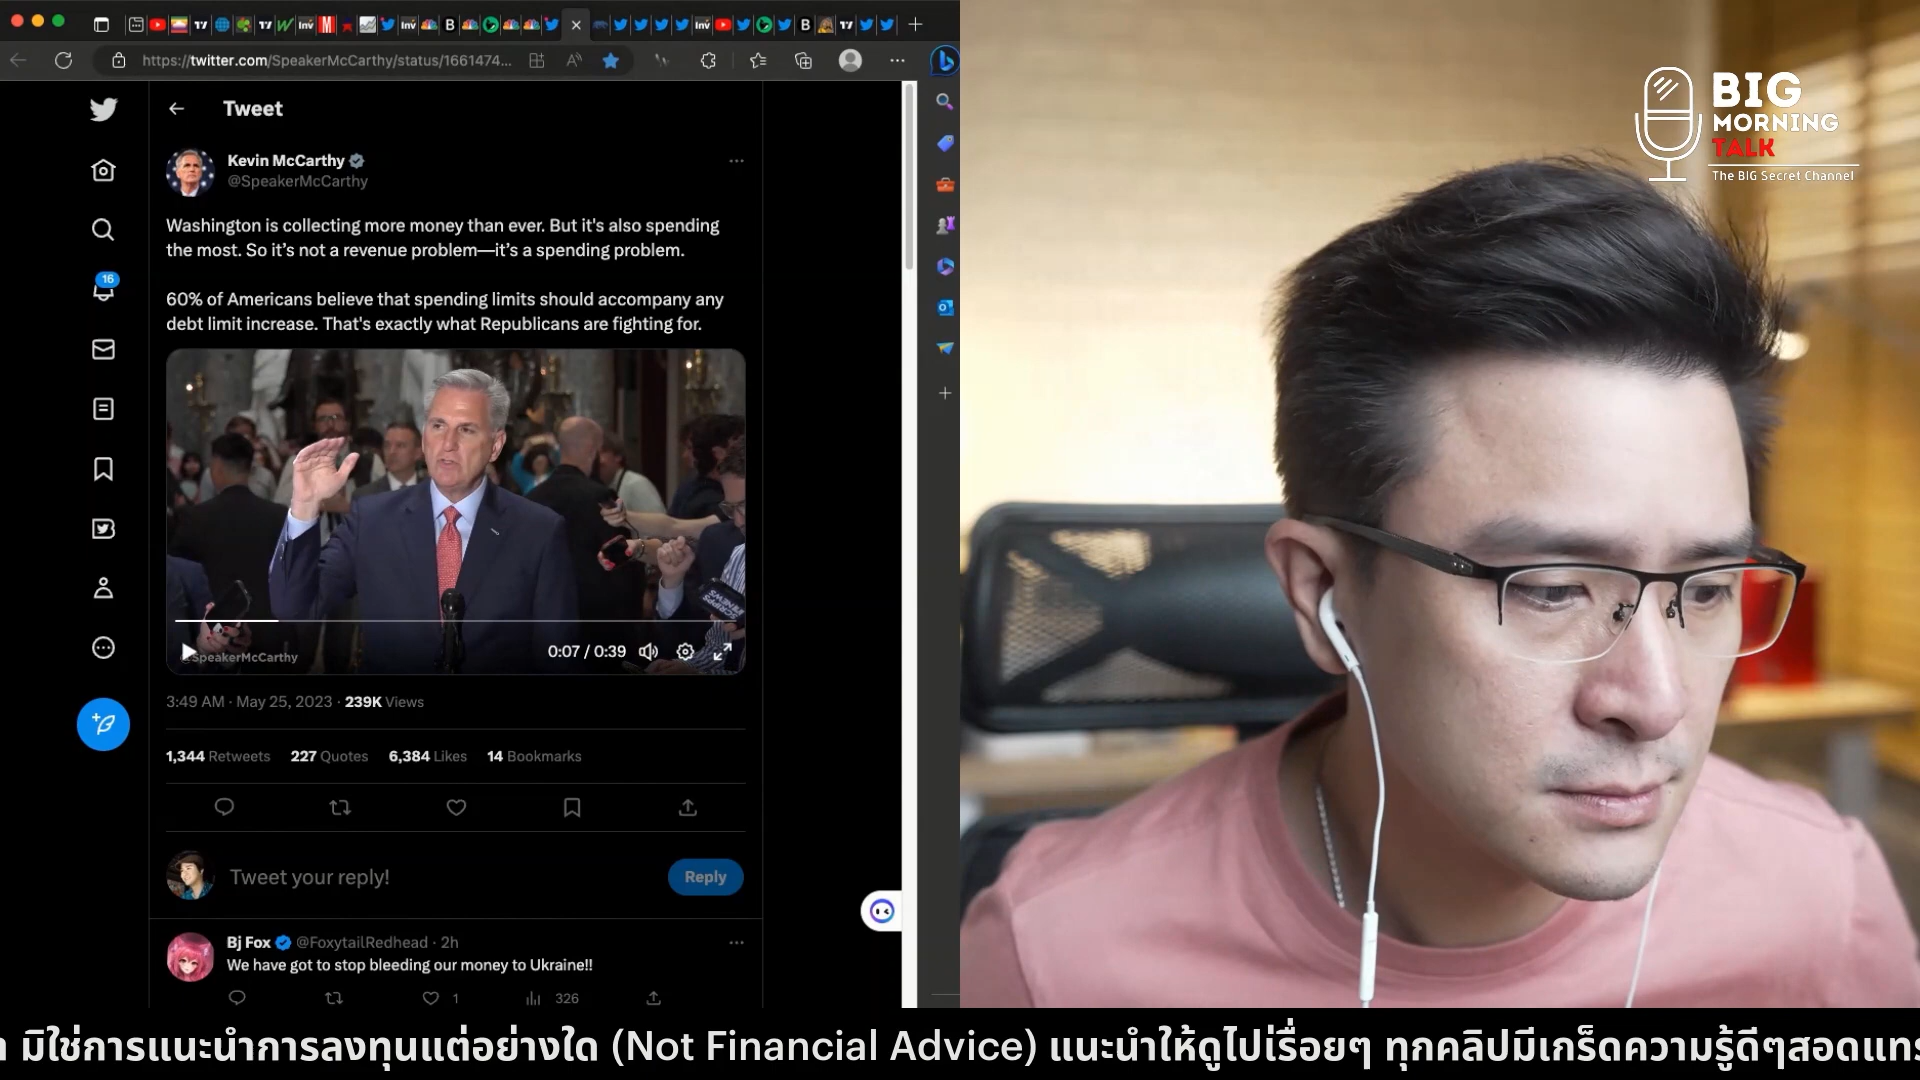 https://twitter.com/SpeakerMcCarthy/status/1661474...
Tweet
Kevin McCarthy
@SpeakerMcCarthy
Washington is collecting more money than ever. But it's also spending
the most. So it’s not a revenue problem—it’s a spending problem.
60% of Americans believe that spending limits should accompany any
debt limit increase. That's exactly what Republicans are fighting for.
SCRIPPS
NEWS
0:07 / 0:39
@SpeakerMcCarthy
3:49 AM · May 25, 2023 · 239K Views
1,344 Retweets 227 Quotes 6,384 Likes 14 Bookmarks
Tweet your reply!
Reply
Bj Fox @FoxytailRedhead · 2h
We have got to stop bleeding our money to Ukraine!!
1 326
16
BIG
MORNING
TALK
The BIG Secret Channel
มิใช่การแนะนำการลงทุนแต่อย่างใด (Not Financial Advice) แนะนำให้ดูไปเรื่อยๆ ทุกคลิปมีเกร็ดความรู้ดีๆสอดแทร